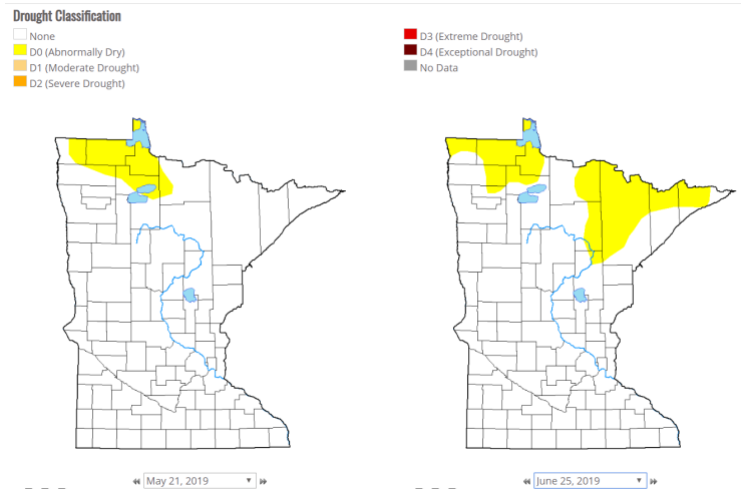 Drought Classification
None
D0 (Abnormally Dry)
D1 (Moderate Drought)
D2 (Severe Drought)
D3 (Extreme Drought)
D4 (Exceptional Drought)
No Data
May 21, 2019
June 25, 2019